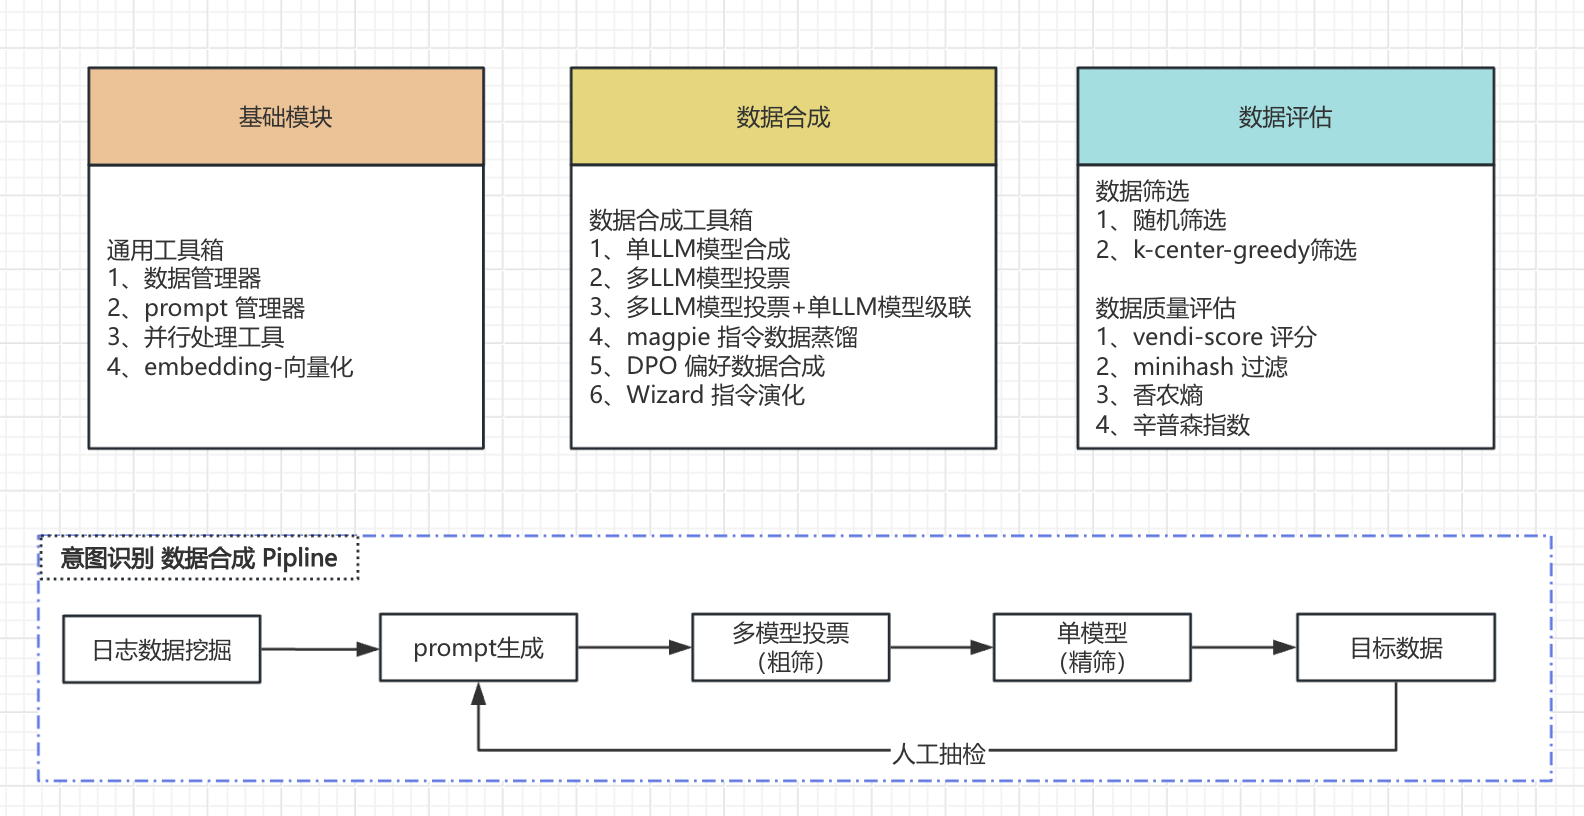 基础模块
通用工具箱
1、数据管理器
2、prompt 管理器
3、并行处理工具
4、embedding-向量化
数据合成
数据合成工具箱
1、单LLM模型合成
2、多LLM模型投票
3、多LLM模型投票+单LLM模型级联
4、magpie 指令数据蒸馏
5、DPO 偏好数据合成
6、Wizard 指令演化
数据评估
数据筛选
1、随机筛选
2、k-center-greedy筛选
数据质量评估
1、vendi-score 评分
2、minihash 过滤
3、香农熵
4、辛普森指数
意图识别 数据合成 Pipline
日志数据挖掘
prompt生成
多模型投票
（粗筛）
单模型
（精筛）
目标数据
人工抽检